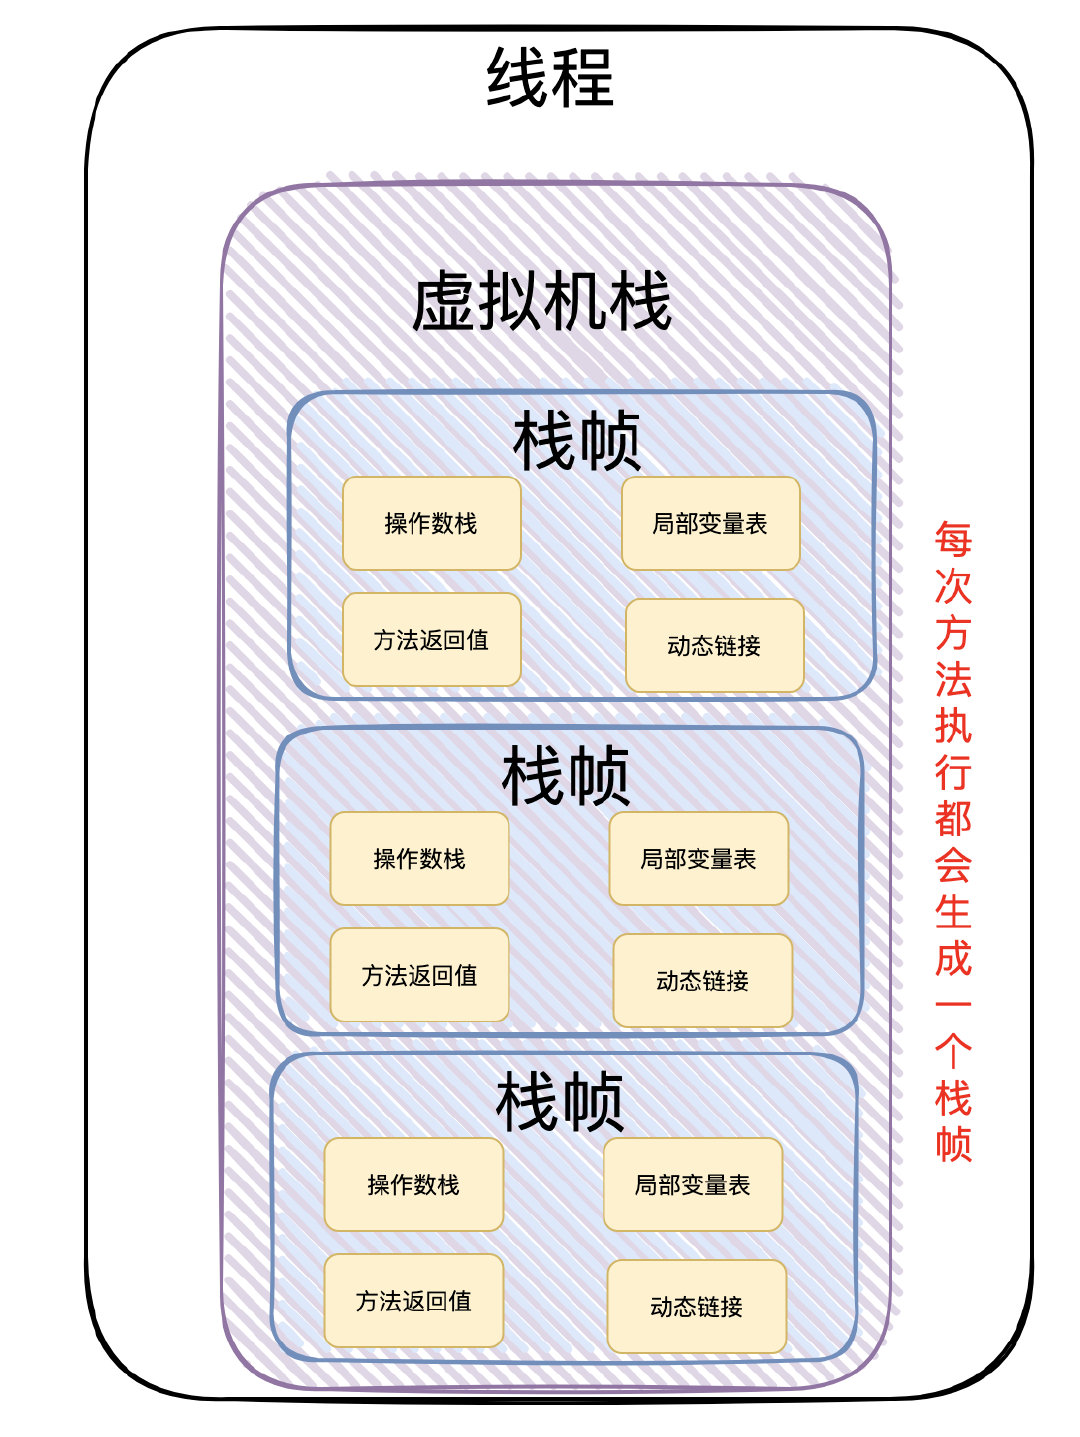 线程
虚拟机栈
栈帧
操作数栈
局部变量表
方法返回值
动态链接
栈帧
操作数栈
局部变量表
方法返回值
动态链接
栈帧
操作数栈
局部变量表
方法返回值
动态链接
每次方法执行都会生成一个栈帧